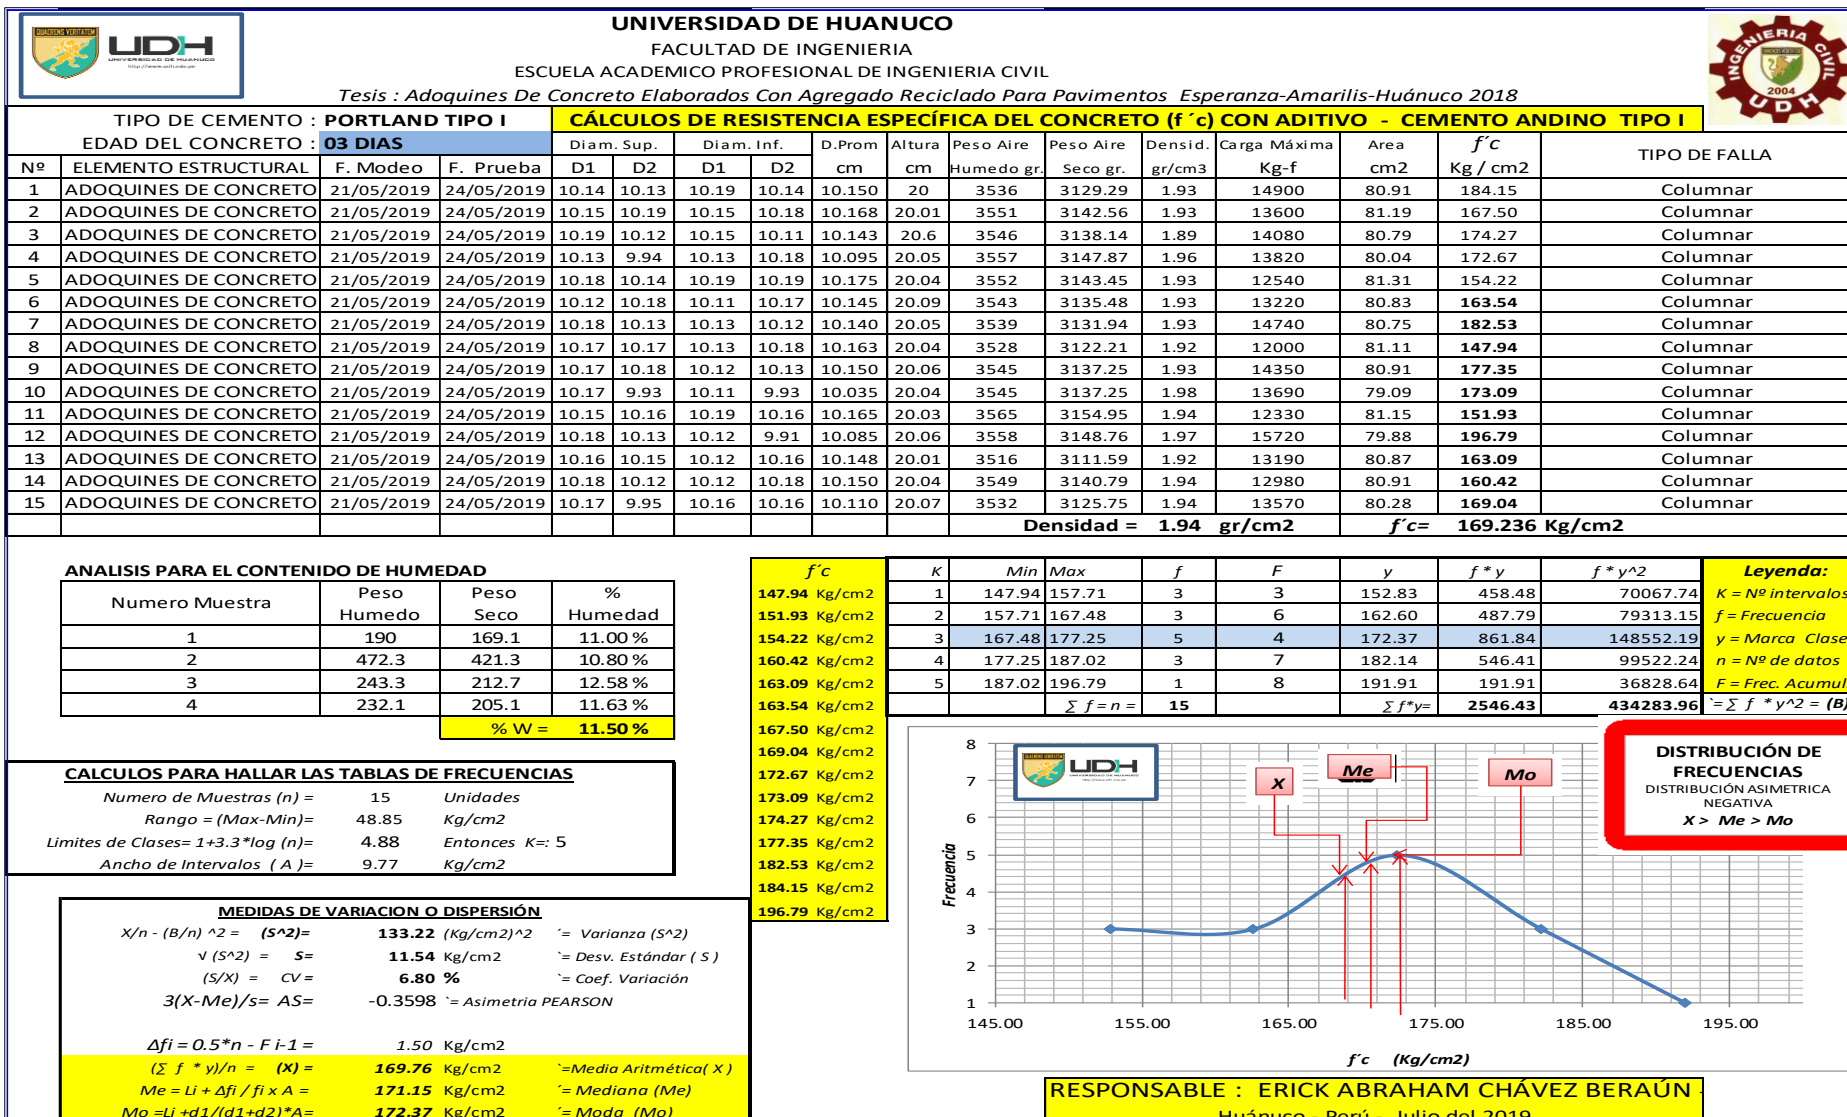 UNIVERSIDAD DE HUANUCO
FACULTAD DE INGENIERIA
ESCUELA ACADEMICO PROFESIONAL DE INGENIERIA CIVIL
Tesis : Adoquines De Concreto Elaborados Con Agregado Reciclado Para Pavimentos Esperanza-Amarilis-Huánuco 2018
QUAERENS VERITATEM
UDH
UNIVERSIDAD DE HUANUCO
http://www.udh.edu.pe
INGENIERIA CIVIL
2004
UDH
TIPO DE CEMENTO : PORTLAND TIPO I CÁLCULOS DE RESISTENCIA ESPECÍFICA DEL CONCRETO (f ´c) CON ADITIVO - CEMENTO ANDINO TIPO I
EDAD DEL CONCRETO : 03 DIAS Diam. Sup. Diam. Inf. D.Prom Altura Peso Aire Peso Aire Densid. Carga Máxima Area f´c TIPO DE FALLA
Nº ELEMENTO ESTRUCTURAL F. Modeo F. Prueba D1 D2 D1 D2 cm cm Humedo gr. Seco gr. gr/cm3 Kg-f cm2 Kg / cm2
1 ADOQUINES DE CONCRETO 21/05/2019 24/05/2019 10.14 10.13 10.19 10.14 10.150 20 3536 3129.29 1.93 14900 80.91 184.15 Columnar
2 ADOQUINES DE CONCRETO 21/05/2019 24/05/2019 10.15 10.19 10.15 10.18 10.168 20.01 3551 3142.56 1.93 13600 81.19 167.50 Columnar
3 ADOQUINES DE CONCRETO 21/05/2019 24/05/2019 10.19 10.12 10.15 10.11 10.143 20.6 3546 3138.14 1.89 14080 80.79 174.27 Columnar
4 ADOQUINES DE CONCRETO 21/05/2019 24/05/2019 10.13 9.94 10.13 10.18 10.095 20.05 3557 3147.87 1.96 13820 80.04 172.67 Columnar
5 ADOQUINES DE CONCRETO 21/05/2019 24/05/2019 10.18 10.14 10.19 10.19 10.175 20.04 3552 3143.45 1.93 12540 81.31 154.22 Columnar
6 ADOQUINES DE CONCRETO 21/05/2019 24/05/2019 10.12 10.18 10.11 10.17 10.145 20.09 3543 3135.48 1.93 13220 80.83 163.54 Columnar
7 ADOQUINES DE CONCRETO 21/05/2019 24/05/2019 10.18 10.13 10.13 10.12 10.140 20.05 3539 3131.94 1.93 14740 80.75 182.53 Columnar
8 ADOQUINES DE CONCRETO 21/05/2019 24/05/2019 10.17 10.17 10.13 10.18 10.163 20.04 3528 3122.21 1.92 12000 81.11 147.94 Columnar
9 ADOQUINES DE CONCRETO 21/05/2019 24/05/2019 10.17 10.18 10.12 10.13 10.150 20.06 3545 3137.25 1.93 14350 80.91 177.35 Columnar
10 ADOQUINES DE CONCRETO 21/05/2019 24/05/2019 10.17 9.93 10.11 9.93 10.035 20.04 3545 3137.25 1.98 13690 79.09 173.09 Columnar
11 ADOQUINES DE CONCRETO 21/05/2019 24/05/2019 10.15 10.16 10.19 10.16 10.165 20.03 3565 3154.95 1.94 12330 81.15 151.93 Columnar
12 ADOQUINES DE CONCRETO 21/05/2019 24/05/2019 10.18 10.13 10.12 9.91 10.085 20.06 3558 3148.76 1.97 15720 79.88 196.79 Columnar
13 ADOQUINES DE CONCRETO 21/05/2019 24/05/2019 10.16 10.15 10.12 10.16 10.148 20.01 3516 3111.59 1.92 13190 80.87 163.09 Columnar
14 ADOQUINES DE CONCRETO 21/05/2019 24/05/2019 10.18 10.12 10.12 10.18 10.150 20.04 3549 3140.79 1.94 12980 80.91 160.42 Columnar
15 ADOQUINES DE CONCRETO 21/05/2019 24/05/2019 10.17 9.95 10.16 10.16 10.110 20.07 3532 3125.75 1.94 13570 80.28 169.04 Columnar
Densidad = 1.94 gr/cm2 f´c= 169.236 Kg/cm2
ANALISIS PARA EL CONTENIDO DE HUMEDAD
Numero Muestra Peso Humedo Peso Seco % Humedad
1 190 169.1 11.00 %
2 472.3 421.3 10.80 %
3 243.3 212.7 12.58 %
4 232.1 205.1 11.63 %
% W = 11.50 %
f´c
147.94 Kg/cm2
151.93 Kg/cm2
154.22 Kg/cm2
160.42 Kg/cm2
163.09 Kg/cm2
163.54 Kg/cm2
167.50 Kg/cm2
169.04 Kg/cm2
172.67 Kg/cm2
173.09 Kg/cm2
174.27 Kg/cm2
177.35 Kg/cm2
182.53 Kg/cm2
184.15 Kg/cm2
196.79 Kg/cm2
K Min Max f F y f * y f * y^2
1 147.94 157.71 3 3 152.83 458.48 70067.74
2 157.71 167.48 3 6 162.60 487.79 79313.15
3 167.48 177.25 5 4 172.37 861.84 148552.19
4 177.25 187.02 3 7 182.14 546.41 99522.24
5 187.02 196.79 1 8 191.91 191.91 36828.64
∑ f = n = 15 ∑ f*y= 2546.43 434283.96 `=∑ f * y^2 = (B)
Leyenda:
K = Nº intervalos
f = Frecuencia
y = Marca Clase
n = Nº de datos
F = Frec. Acumul
CALCULOS PARA HALLAR LAS TABLAS DE FRECUENCIAS
Numero de Muestras (n) = 15 Unidades
Rango = (Max-Min)= 48.85 Kg/cm2
Limites de Clases= 1+3.3*log (n)= 4.88 Entonces K=: 5
Ancho de Intervalos ( A )= 9.77 Kg/cm2
MEDIDAS DE VARIACION O DISPERSIÓN
X/n - (B/n) ^2 = (S^2)= 133.22 (Kg/cm2)^2 ´= Varianza (S^2)
√ (S^2) = S= 11.54 Kg/cm2 `= Desv. Estándar ( S )
(S/X) = CV = 6.80 % `= Coef. Variación
3(X-Me)/s= AS= -0.3598 `= Asimetria PEARSON
Δfi = 0.5*n - F i-1 = 1.50 Kg/cm2
(∑ f * y)/n = (X) = 169.76 Kg/cm2 `=Media Aritmética( X )
Me = Li + Δfi / fi x A = 171.15 Kg/cm2 ´= Mediana (Me)
Mo =Li +d1/(d1+d2)*A= 172.37 Kg/cm2 ´= Moda (Mo)
UDH
X
Me
Mo
DISTRIBUCIÓN DE
FRECUENCIAS
DISTRIBUCIÓN ASIMETRICA
NEGATIVA
X > Me > Mo
Frecuencia
8
7
6
5
4
3
2
1
145.00 155.00 165.00 175.00 185.00 195.00
f´c (Kg/cm2)
RESPONSABLE : ERICK ABRAHAM CHÁVEZ BERAÚN
Huánuco - Perú - Julio del 2019